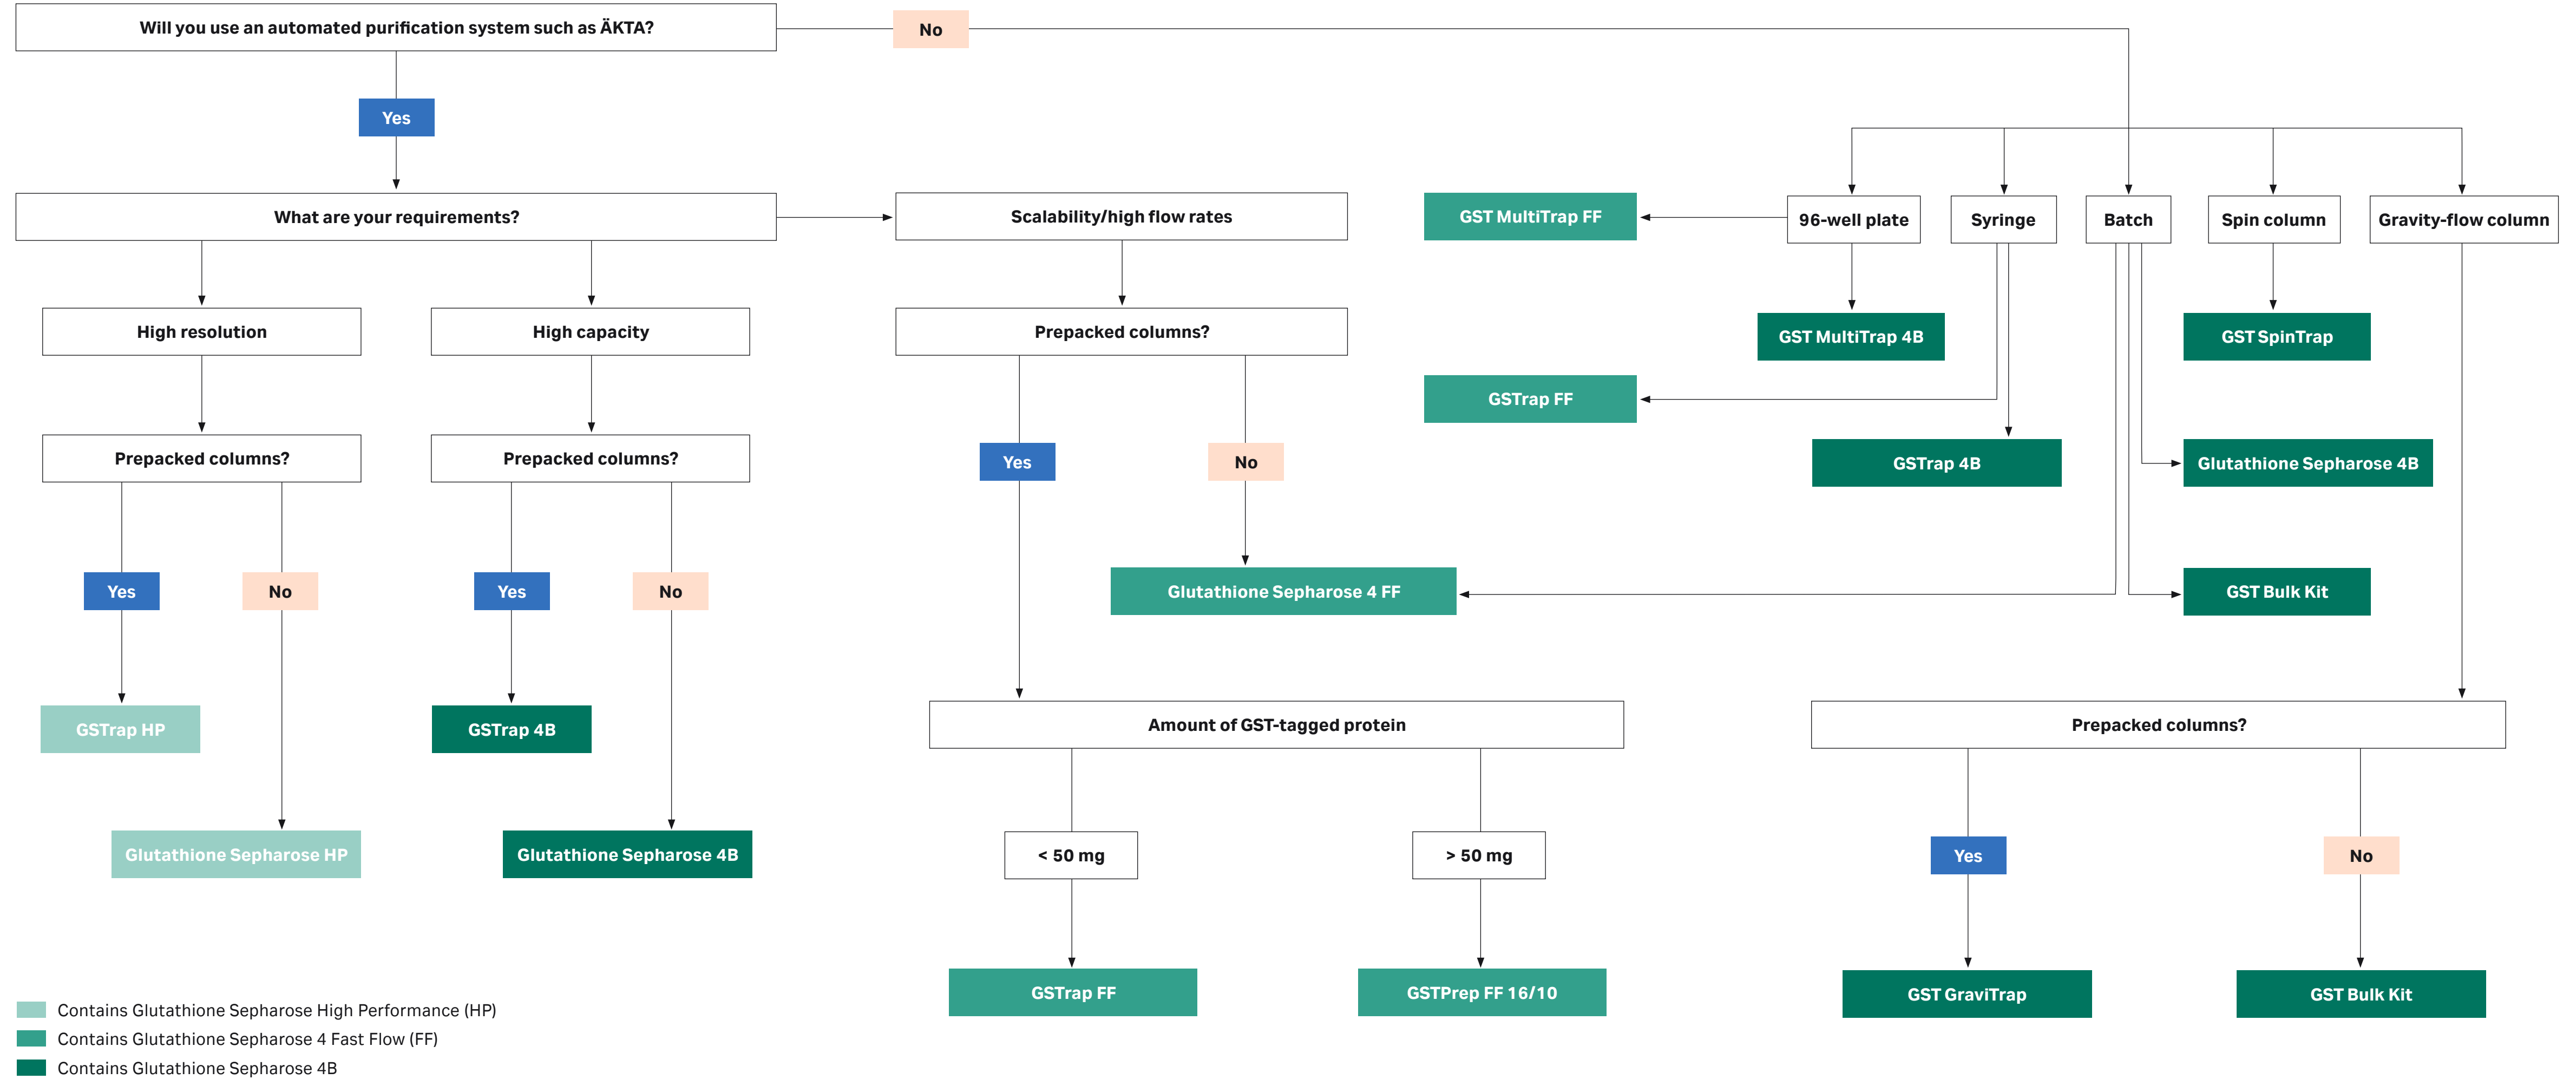 Will you use an automated purification system such as ÄKTA?
No
Yes
What are your requirements?
Scalability/high flow rates
GST MultiTrap FF
96-well plate
Syringe
Batch
Spin column
Gravity-flow column
High resolution
High capacity
Prepacked columns?
GST MultiTrap 4B
GST SpinTrap
GSTrap FF
Prepacked columns?
Prepacked columns?
Yes
No
GSTrap 4B
Glutathione Sepharose 4B
Yes
No
Yes
No
Glutathione Sepharose 4 FF
GST Bulk Kit
GSTrap HP
GSTrap 4B
Amount of GST-tagged protein
Prepacked columns?
Glutathione Sepharose HP
Glutathione Sepharose 4B
< 50 mg
> 50 mg
Yes
No
GSTrap FF
GSTPrep FF 16/10
GST GraviTrap
GST Bulk Kit
Contains Glutathione Sepharose High Performance (HP)
Contains Glutathione Sepharose 4 Fast Flow (FF)
Contains Glutathione Sepharose 4B